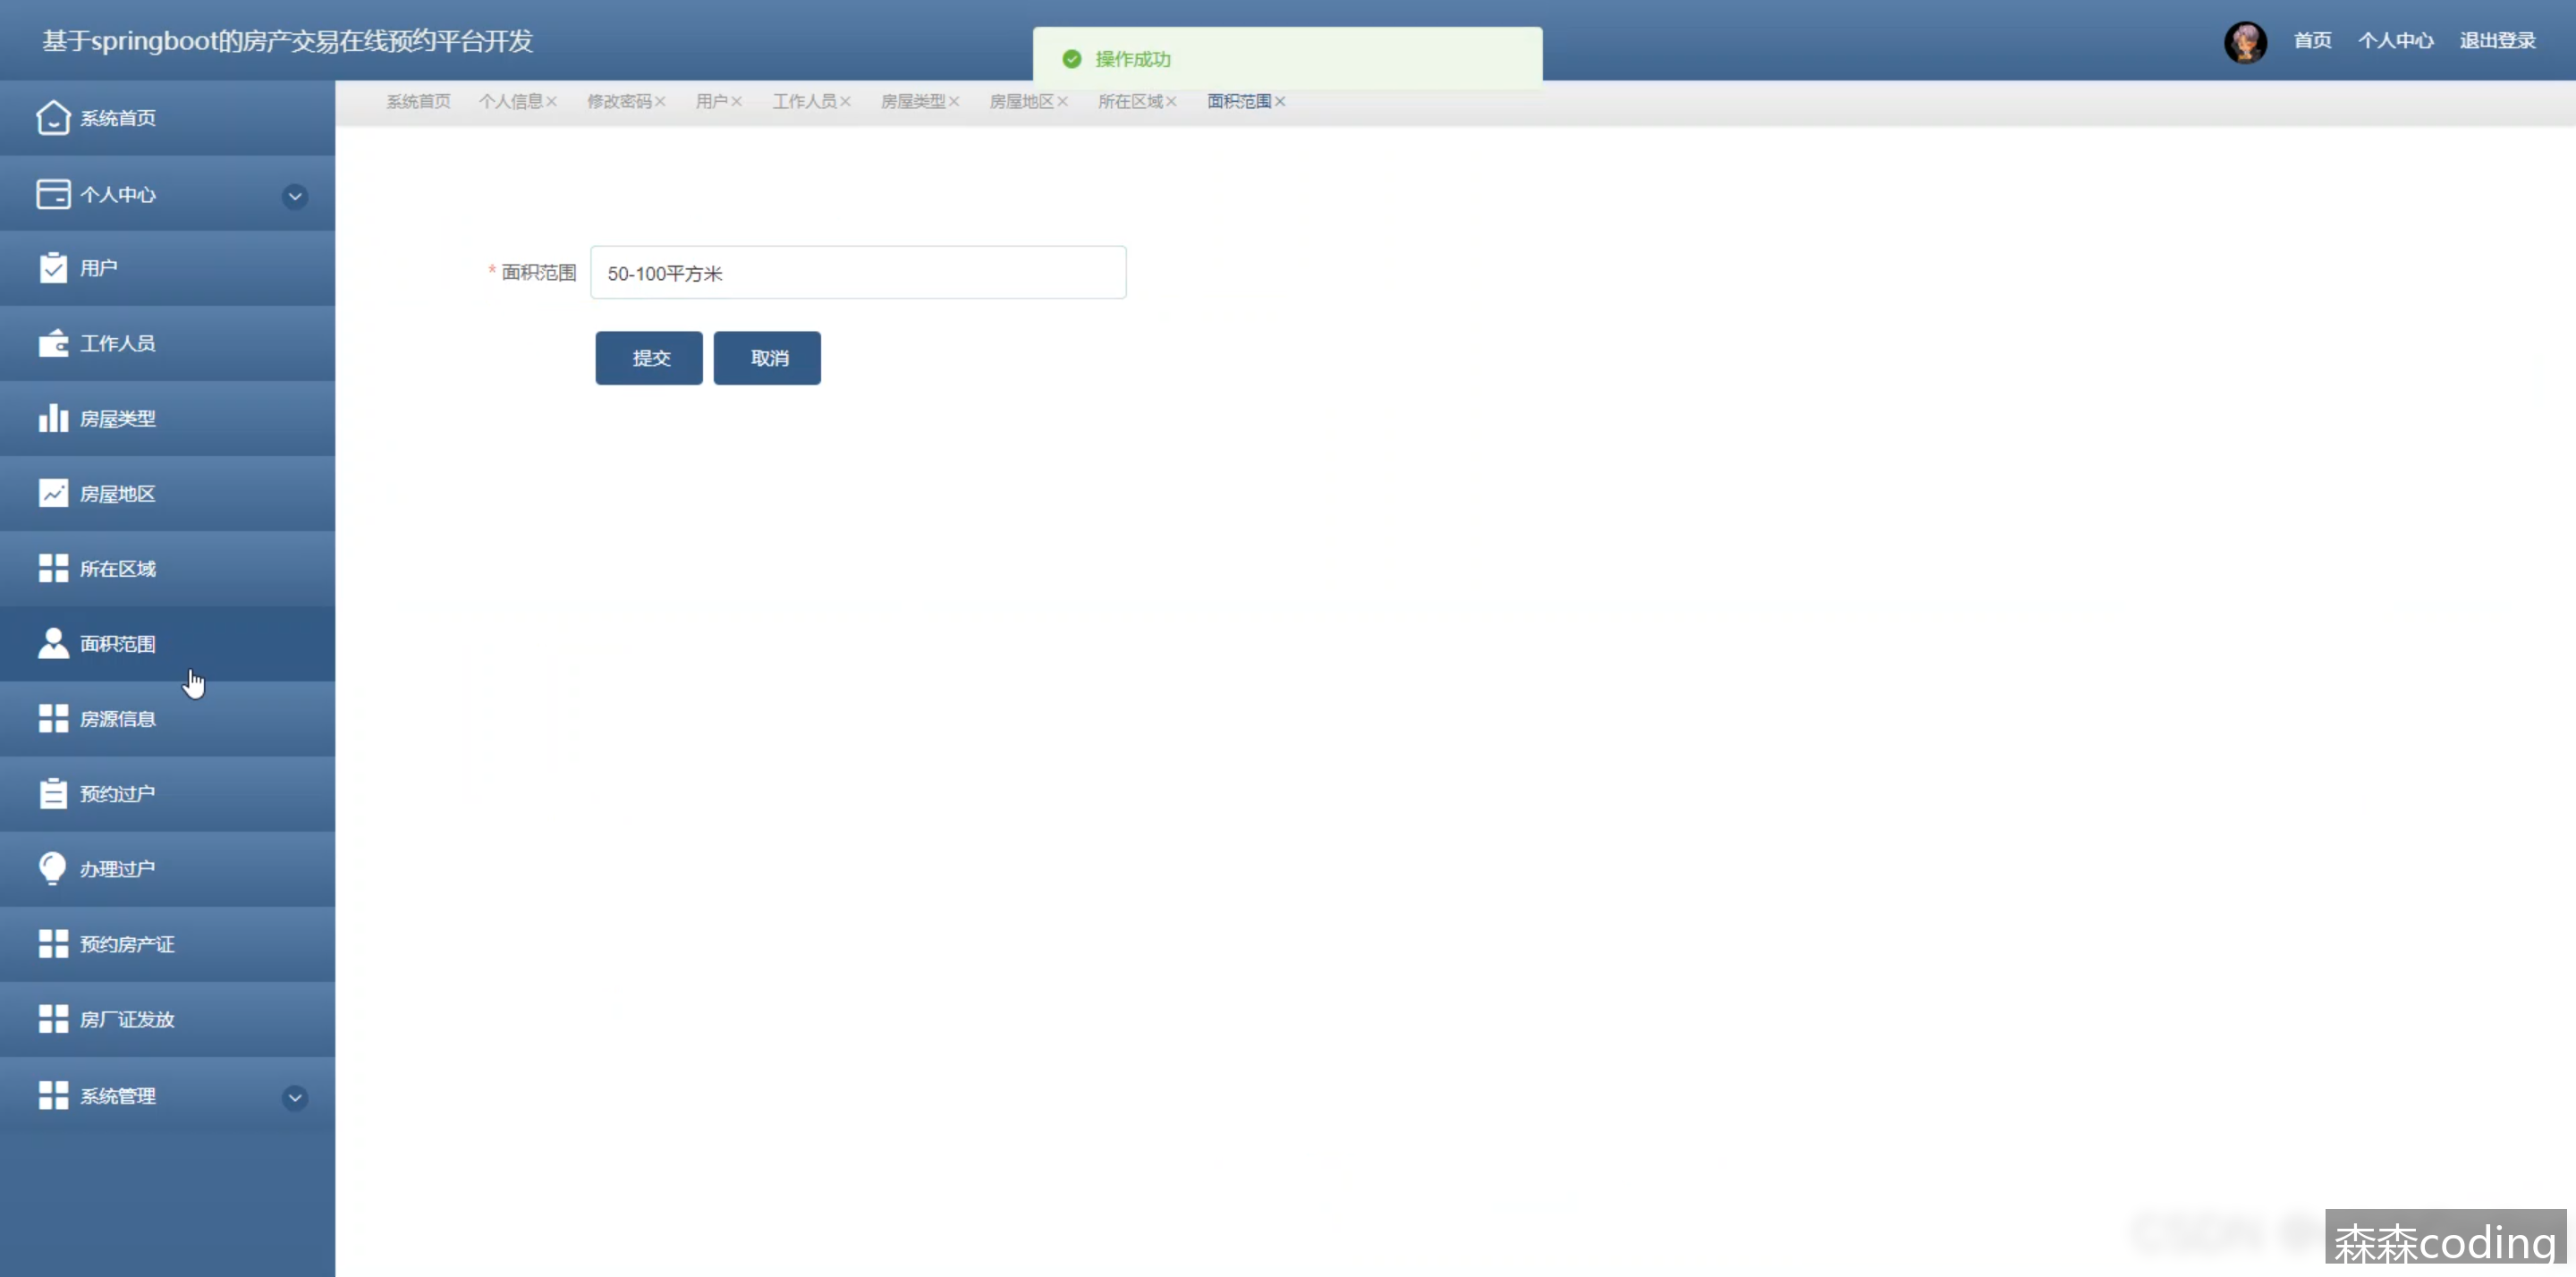 基于springboot的房产交易在线预约平台开发
操作成功
首页 个人中心 退出登录
系统首页 个人信息 修改密码 用户 工作人员 房屋类型 房屋地区 所在区域 面积范围
系统首页
个人中心
用户
工作人员
房屋类型
房屋地区
所在区域
面积范围
房源信息
预约过户
办理过户
预约房产证
房厂证发放
系统管理
* 面积范围 50-100平方米
提交 取消
森森coding